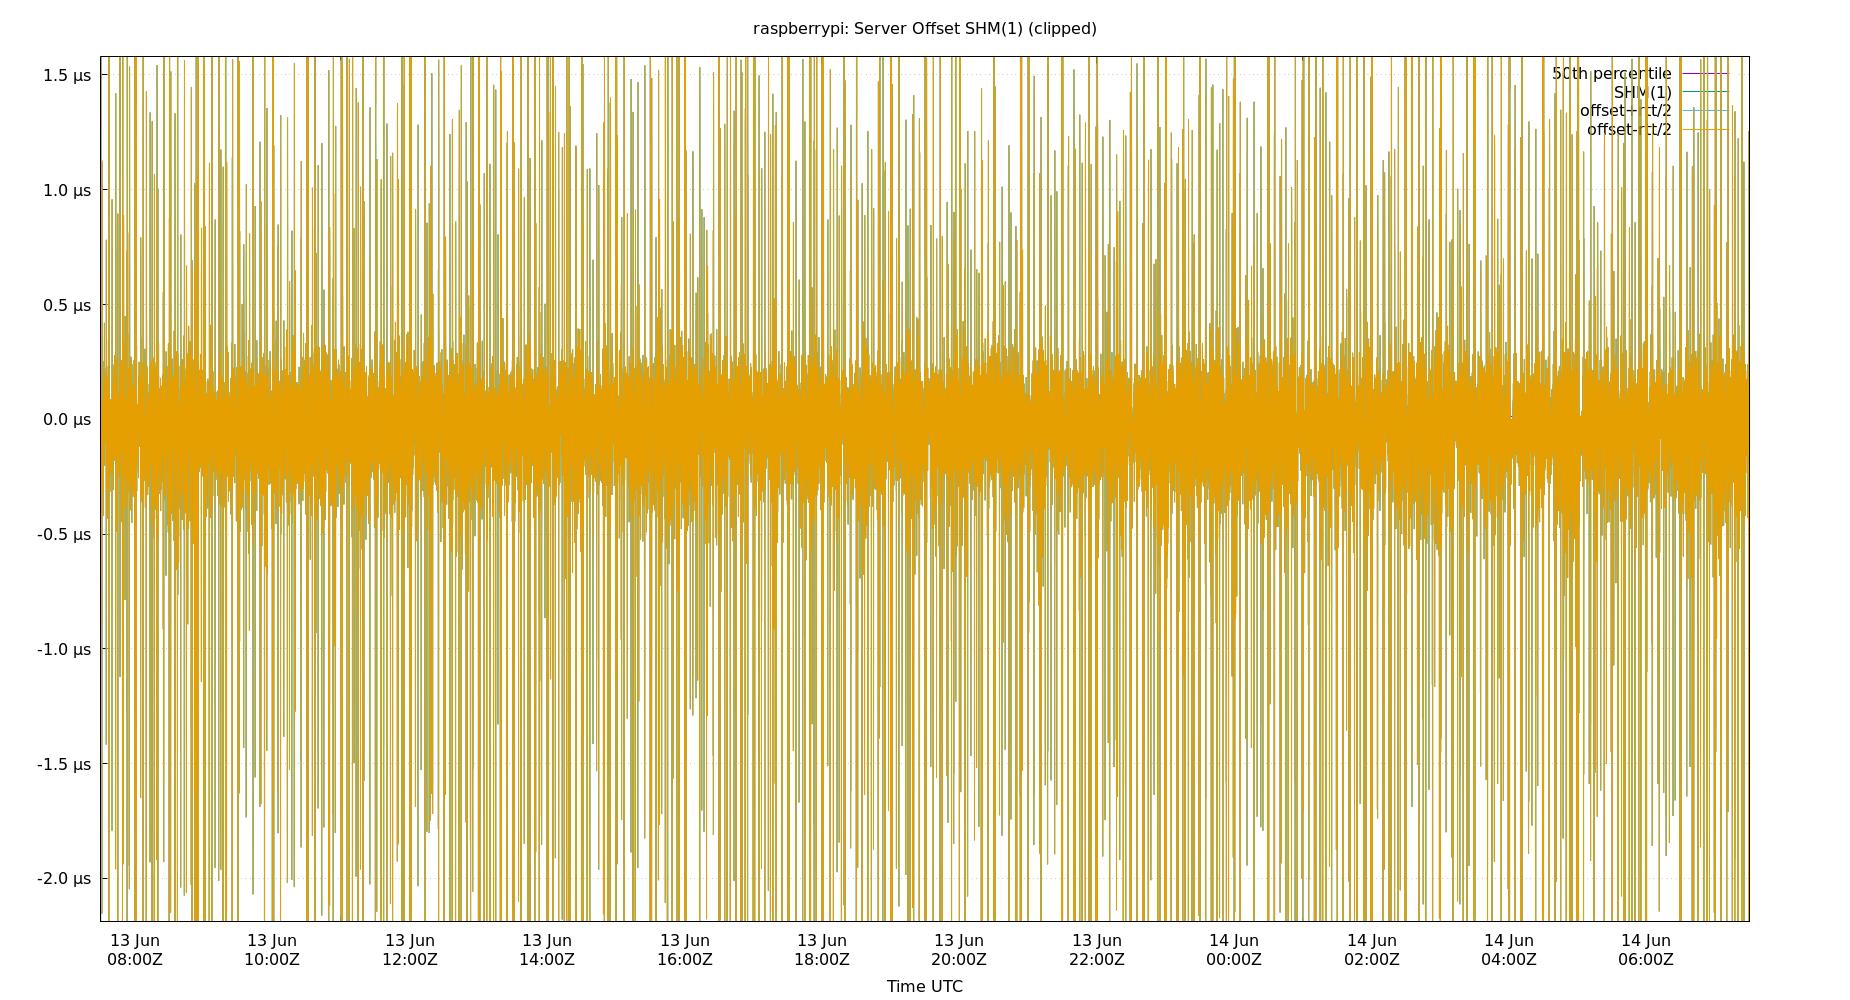 raspberrypi: Server Offset SHM(1) (clipped)
1.5 µs
1.0 µs
0.5 µs
0.0 µs
-0.5 µs
-1.0 µs
-1.5 µs
-2.0 µs
50th percentile
SHM(1)
offset+rtt/2
offset-rtt/2
13 Jun 13 Jun 13 Jun 13 Jun 13 Jun 13 Jun 13 Jun 13 Jun 14 Jun 14 Jun 14 Jun 14 Jun
08:00Z 10:00Z 12:00Z 14:00Z 16:00Z 18:00Z 20:00Z 22:00Z 00:00Z 02:00Z 04:00Z 06:00Z
Time UTC